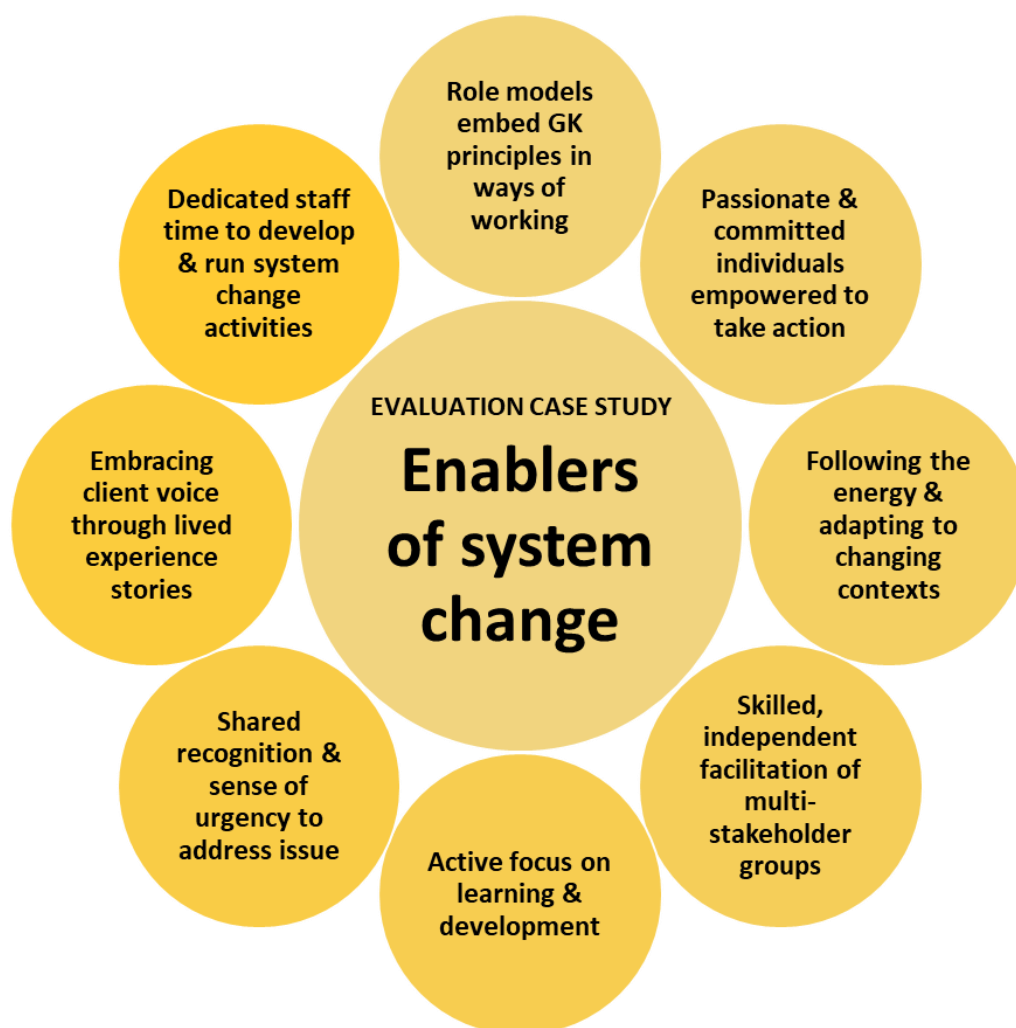 Role models
embed GK
principles in
ways of
working
Passionate &
committed
individuals
empowered to
take action
Following the
energy &
adapting to
changing
contexts
Skilled,
independent
facilitation of
multi-
stakeholder
groups
Active focus on
learning &
development
Shared
recognition &
sense of
urgency to
address issue
Embracing
client voice
through lived
experience
stories
Dedicated staff
time to develop
& run system
change
activities
EVALUATION CASE STUDY
Enablers
of system
change